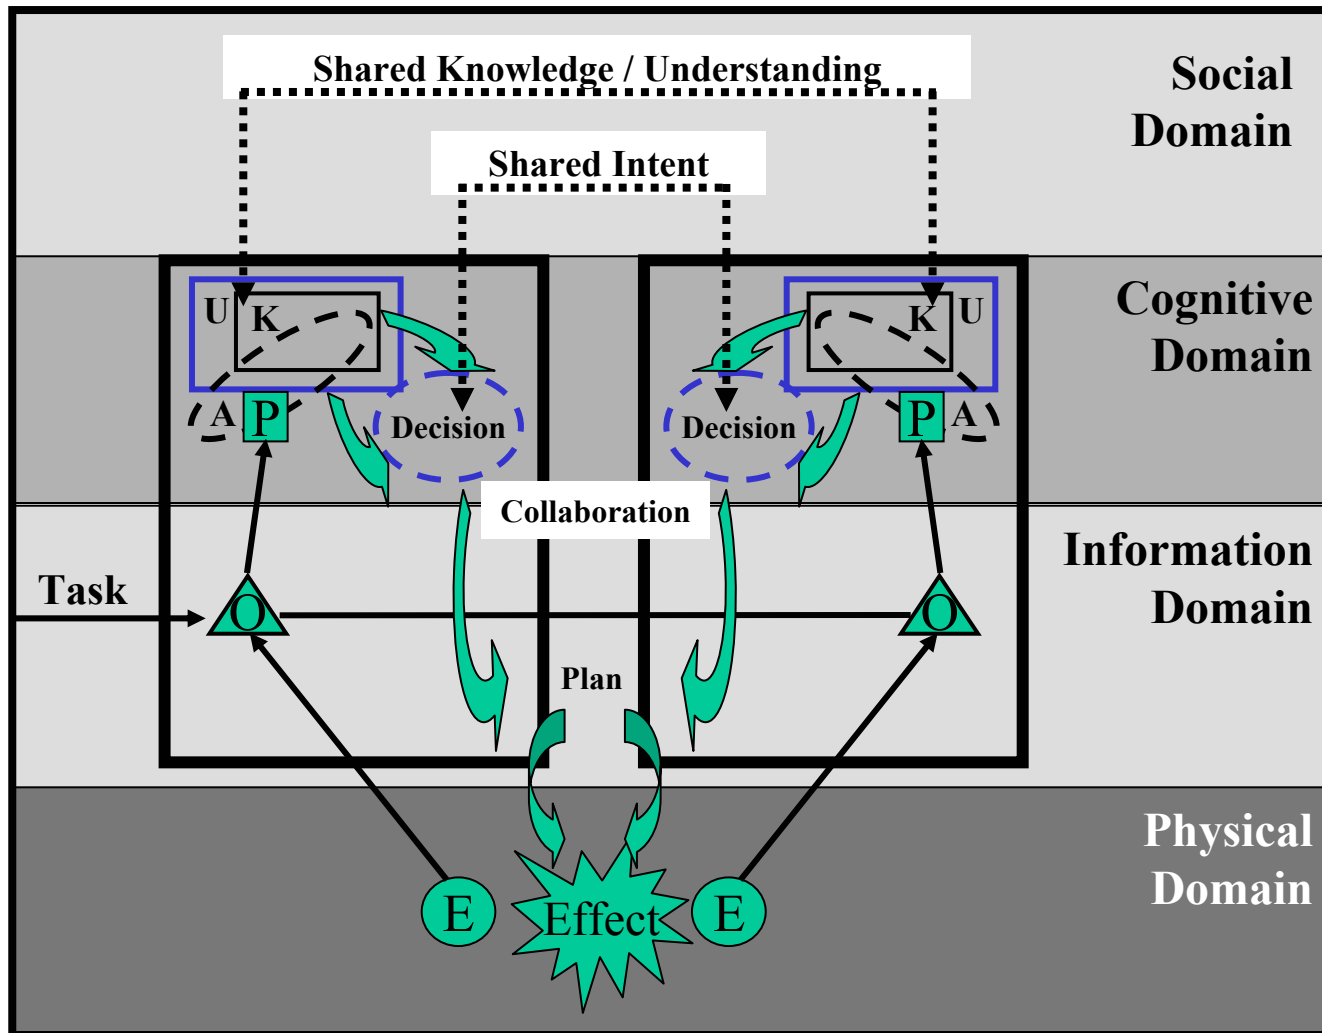 Shared Knowledge / Understanding
Social
Domain
Shared Intent
Cognitive
Domain
U
K
A
P
Decision
Decision
K
U
P
A
Collaboration
Information
Domain
Task
O
O
Plan
Physical
Domain
E
Effect
E